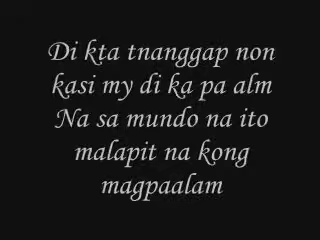 Di kta tnanggap non
kasi my di ka pa alm
Na sa mundo na ito
malapit na kong
magpaalam